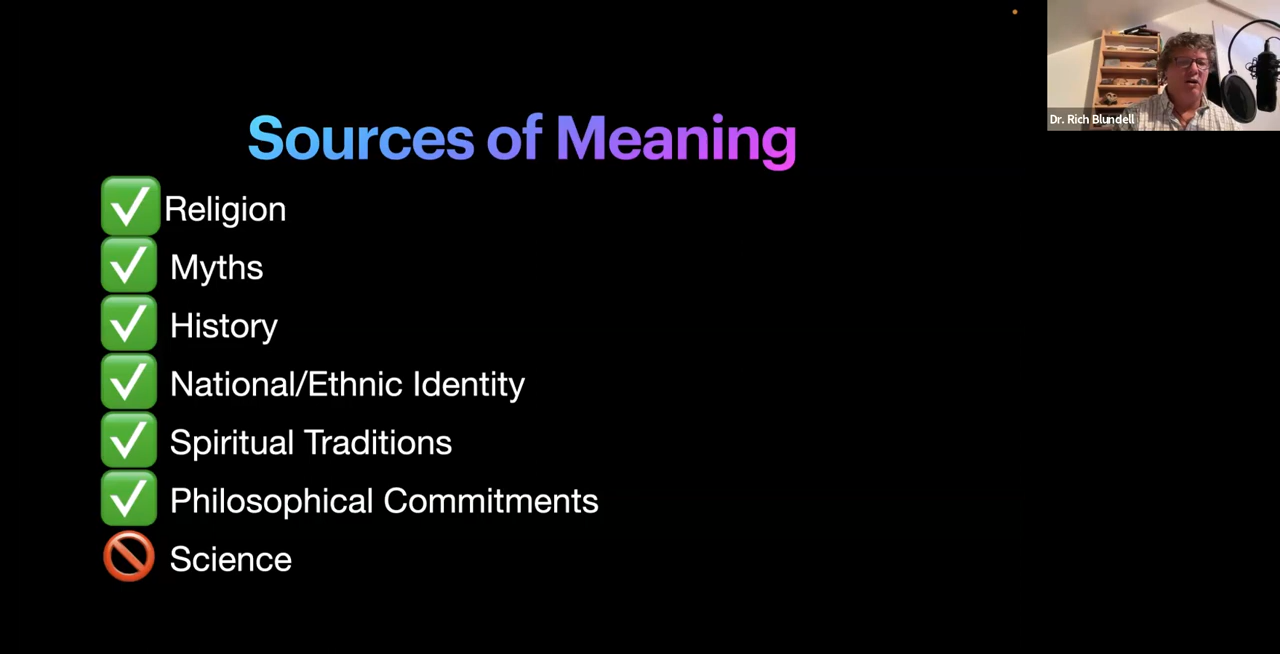 Sources of Meaning
Religion
Myths
History
National/Ethnic Identity
Spiritual Traditions
Philosophical Commitments
Science
Dr. Rich Blundell